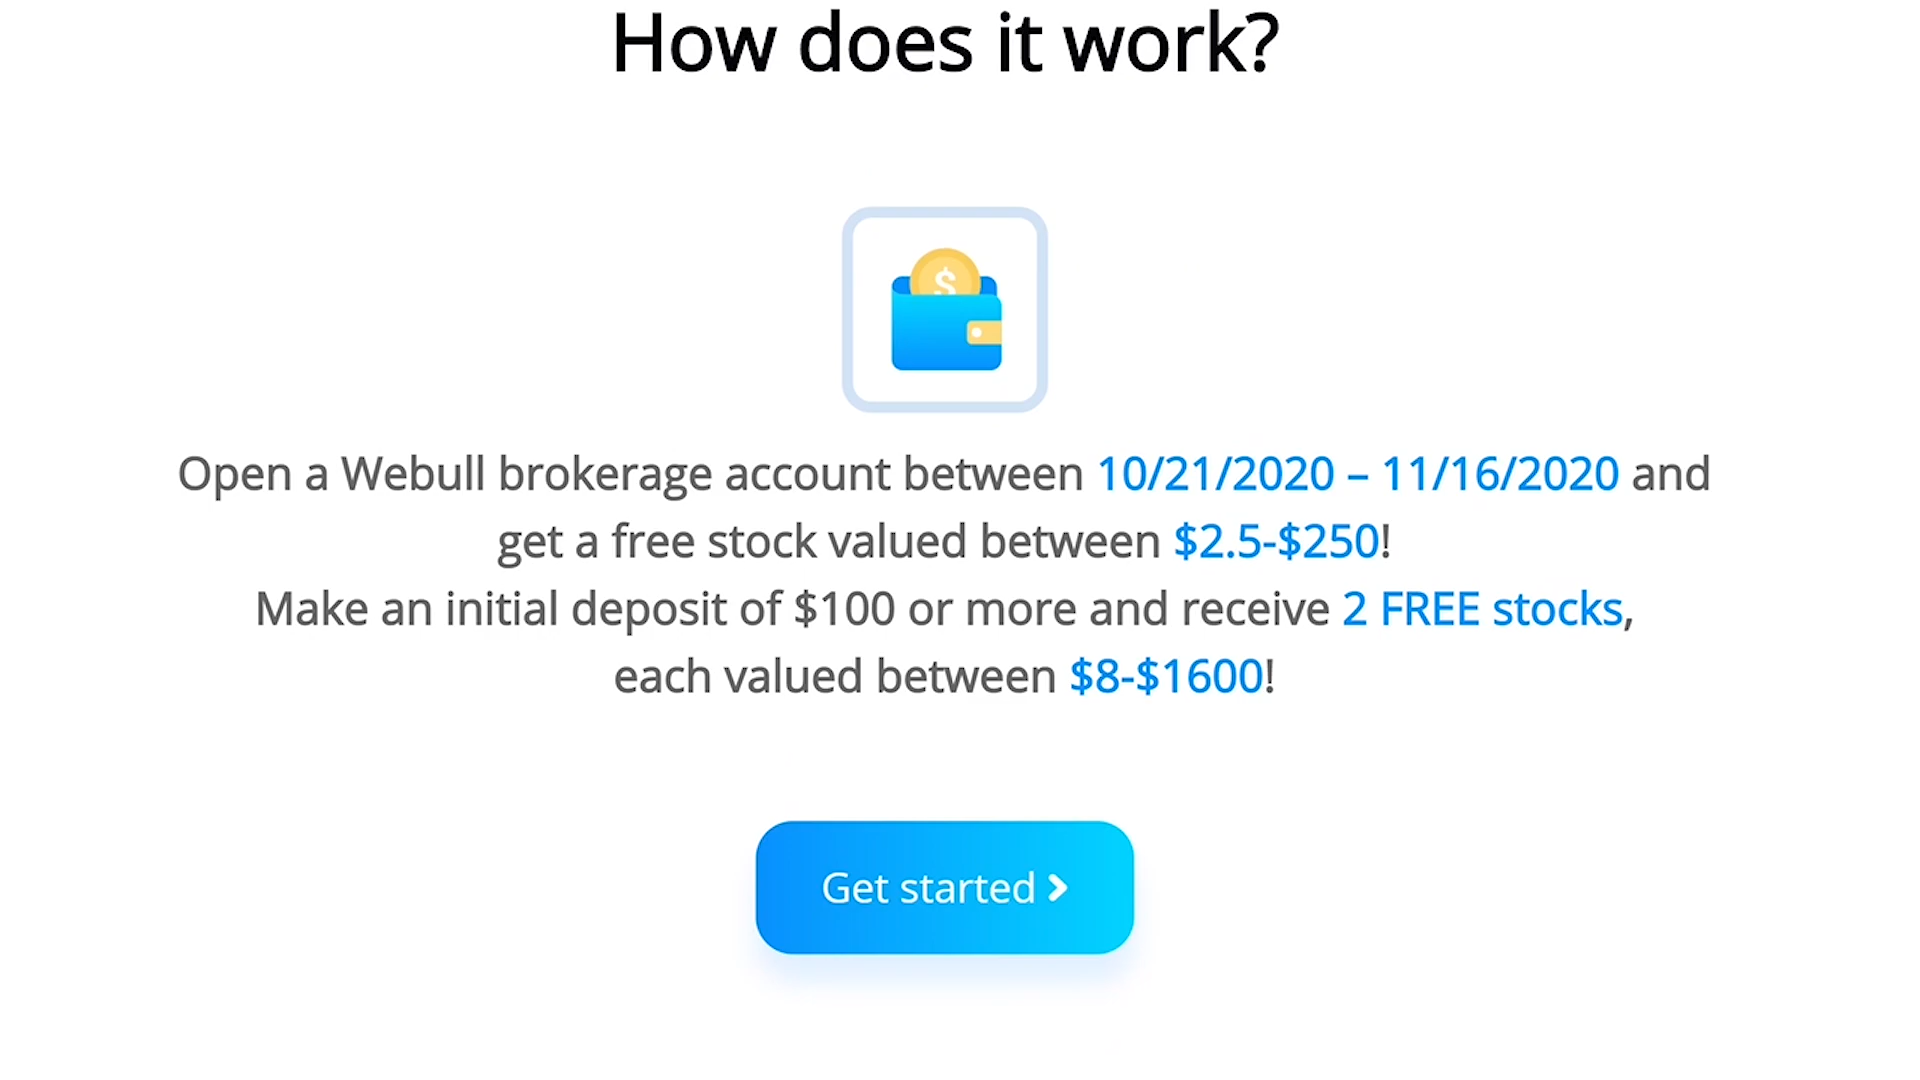 How does it work?
$
Open a Webull brokerage account between 10/21/2020 – 11/16/2020 and
get a free stock valued between $2.5-$250!
Make an initial deposit of $100 or more and receive 2 FREE stocks,
each valued between $8-$1600!
Get started